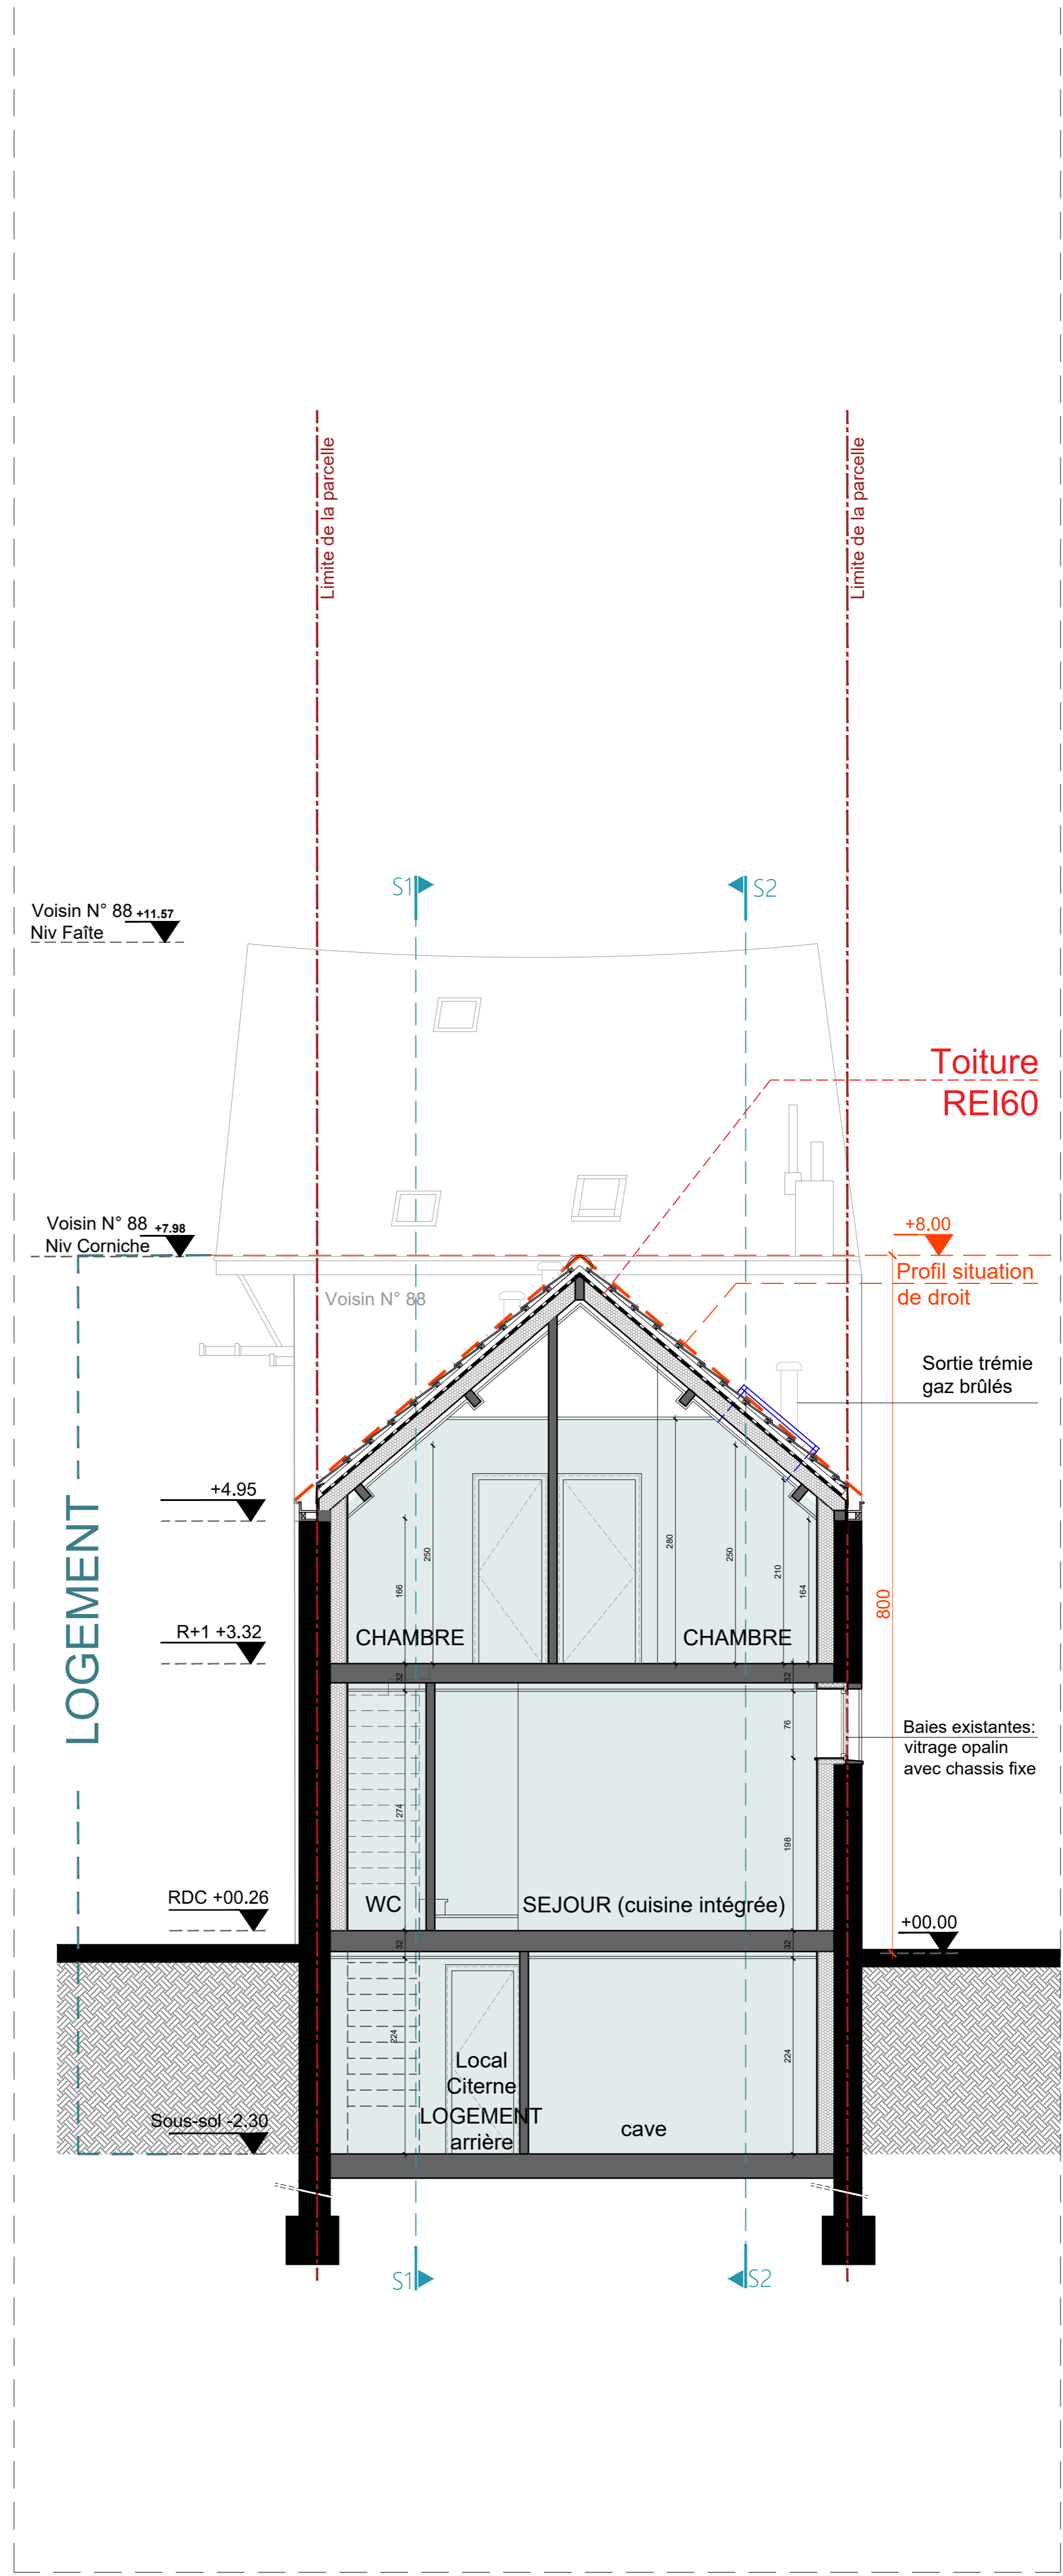 Limite de la parcelle
Limite de la parcelle
S1
S2
Voisin N° 88 +11.57
Niv Faîte
Toiture
REI60
Voisin N° 88 +7.98
Niv Corniche
+8.00
Profil situation
de droit
Voisin N° 88
Sortie trémie
gaz brûlés
+4.95
LOGEMENT
250
166
280
250
210
164
800
R+1 +3.32
CHAMBRE
CHAMBRE
32
32
76
Baies existantes:
vitrage opalin
avec chassis fixe
274
198
RDC +00.26
WC
SEJOUR (cuisine intégrée)
+00.00
32
32
224
224
Local
Citerne
LOGEMENT
arrière
cave
Sous-sol -2.30
S1
S2